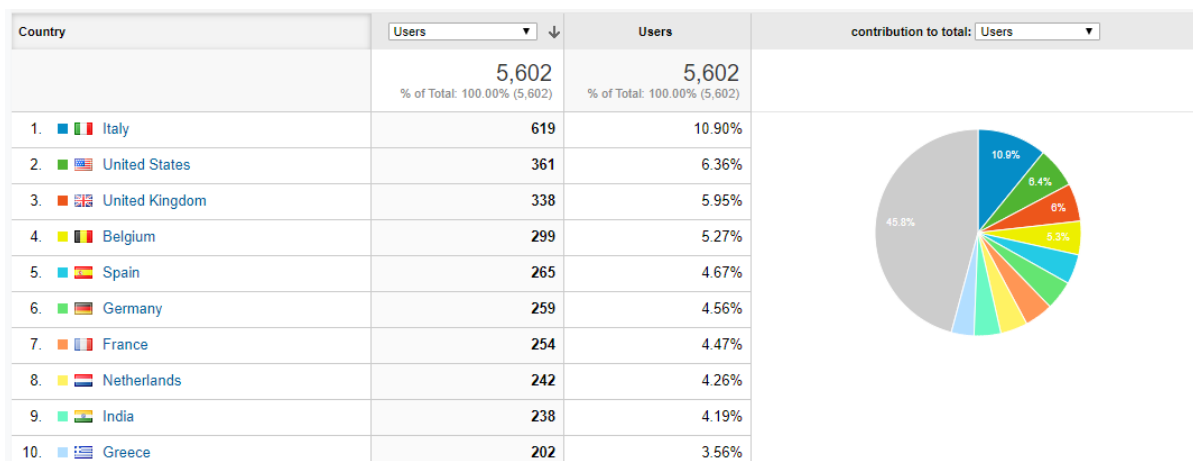 Country Users Users contribution to total: Users
5,602 5,602
% of Total: 100.00% (5,602) % of Total: 100.00% (5,602)
1. Italy 619 10.90%
2. United States 361 6.36%
3. United Kingdom 338 5.95%
4. Belgium 299 5.27%
5. Spain 265 4.67%
6. Germany 259 4.56%
7. France 254 4.47%
8. Netherlands 242 4.26%
9. India 238 4.19%
10. Greece 202 3.56%
10.9%
6.4%
6%
5.3%
45.8%